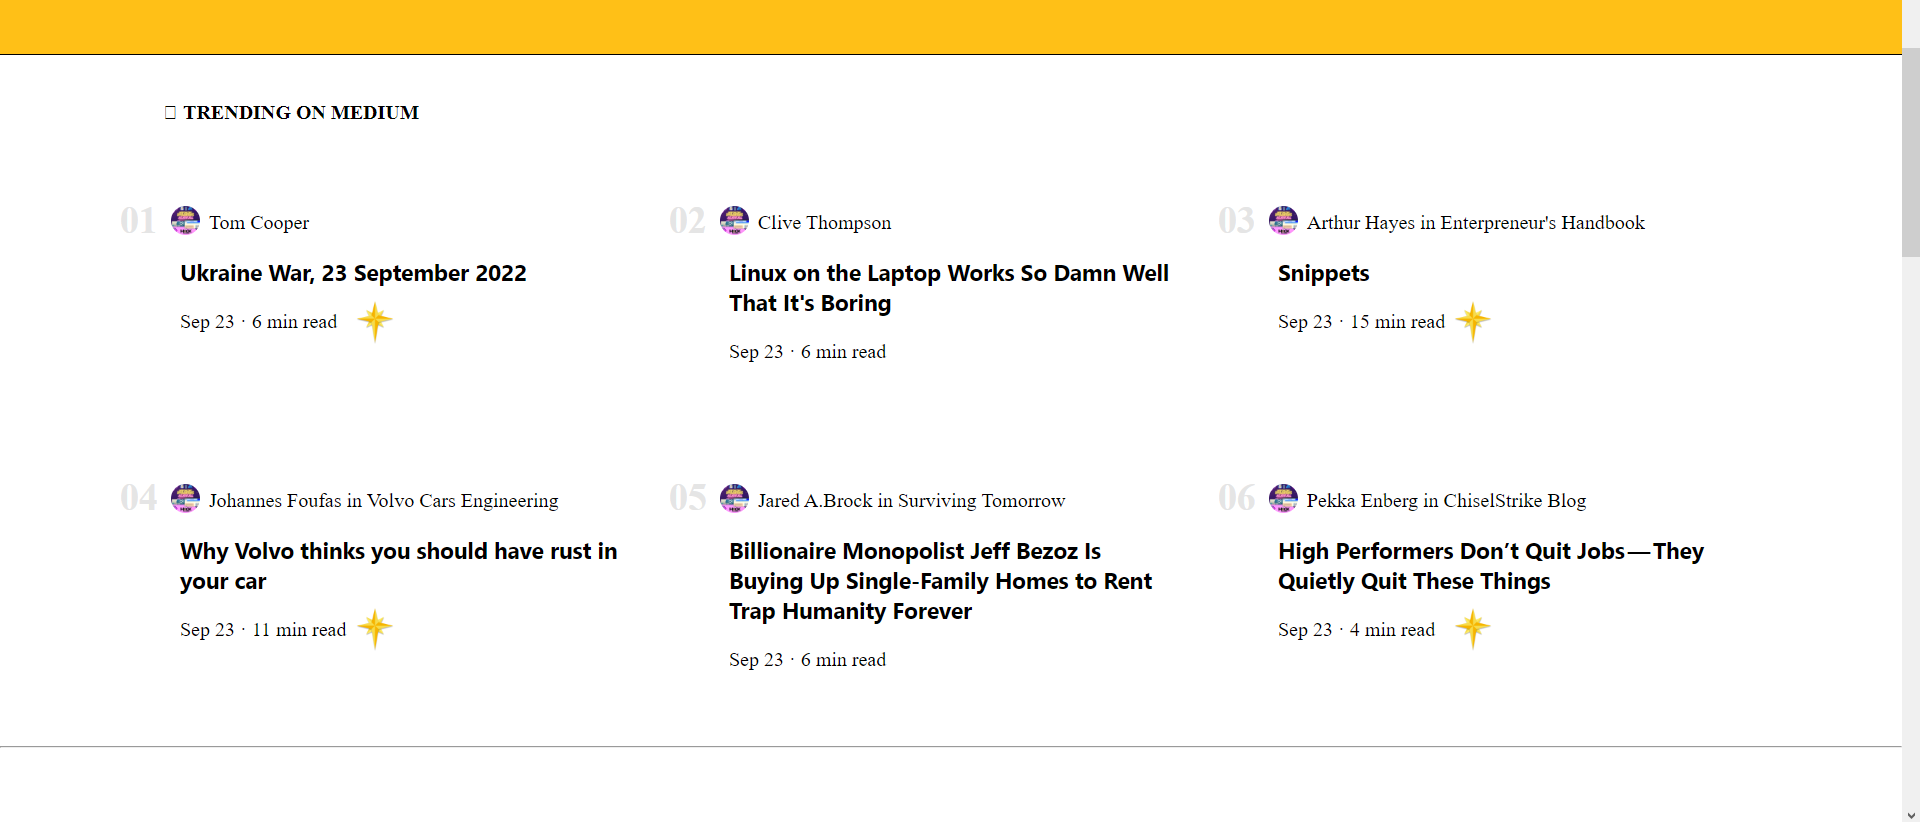 TRENDING ON MEDIUM
01 Tom Cooper
Ukraine War, 23 September 2022
Sep 23 · 6 min read
02 Clive Thompson
Linux on the Laptop Works So Damn Well
That It's Boring
Sep 23 · 6 min read
03 Arthur Hayes in Enterpreneur's Handbook
Snippets
Sep 23 · 15 min read
04 Johannes Foufas in Volvo Cars Engineering
Why Volvo thinks you should have rust in
your car
Sep 23 · 11 min read
05 Jared A.Brock in Surviving Tomorrow
Billionaire Monopolist Jeff Bezoz Is
Buying Up Single-Family Homes to Rent
Trap Humanity Forever
Sep 23 · 6 min read
06 Pekka Enberg in ChiselStrike Blog
High Performers Don’t Quit Jobs — They
Quietly Quit These Things
Sep 23 · 4 min read